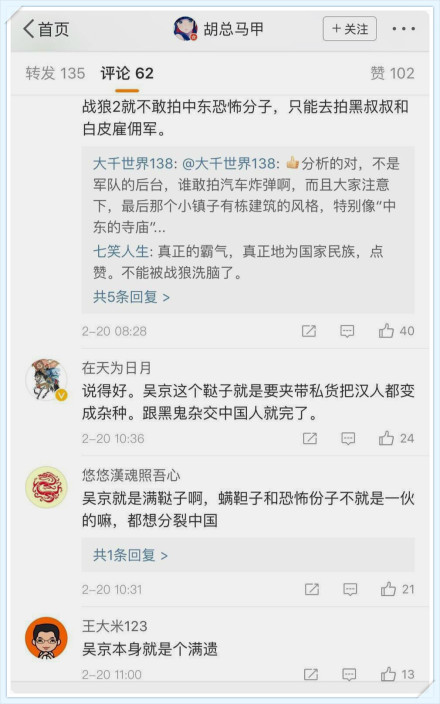 首页
胡总马甲
+关注
转发 135 评论 62 赞 102
战狼2就不敢拍中东恐怖分子，只能去拍黑叔叔和
白皮雇佣军。
大千世界138: @大千世界138: 👍分析的对，不是
军队的后台，谁敢拍汽车炸弹啊，而且大家注意
下，最后那个小镇子有栋建筑的风格，特别像“中
东的寺庙”...
七笑人生: 真正的霸气，真正地为国家民族，点
赞。不能被战狼洗脑了。
共5条回复 >
2-20 08:28 40
在天为日月
说得好。吴京这个鞑子就是要夹带私货把汉人都变
成杂种。跟黑鬼杂交中国人就完了。
2-20 10:36 24
悠悠漢魂照吾心
吴京就是满鞑子啊，螨靼子和恐怖份子不就是一伙
的嘛，都想分裂中国
共1条回复 >
2-20 10:31 21
王大米123
吴京本身就是个满遗
2-20 11:00 13